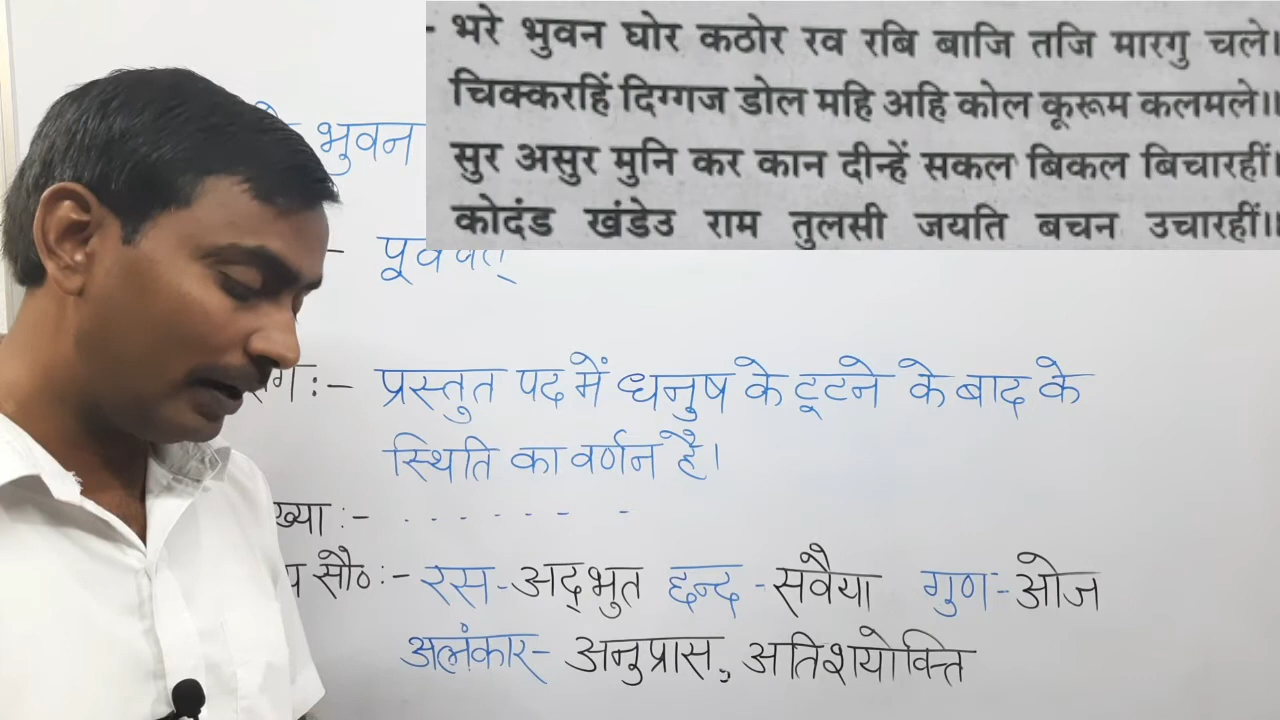 भरे भुवन घोर कठोर रव रबि बाजि तजि मारगु चले।
चिक्करहिं दिग्गज डोल महि अहि कोल कूरूम कलमले।।
सुर असुर मुनि कर कान दीन्हें सकल बिकल बिचारहीं।
कोदंड खंडेउ राम तुलसी जयति बचन उचारहीं।।
भुवन
- पूर्ववत्
:- प्रस्तुत पद में धनुष के टूटने के बाद के
स्थिति का वर्णन है।
ख्या :- . . . . . - - -
सौ० :- रस - अद्भुत छन्द - सवैया गुण - ओज
अलंकार - अनुप्रास, अतिशयोक्ति